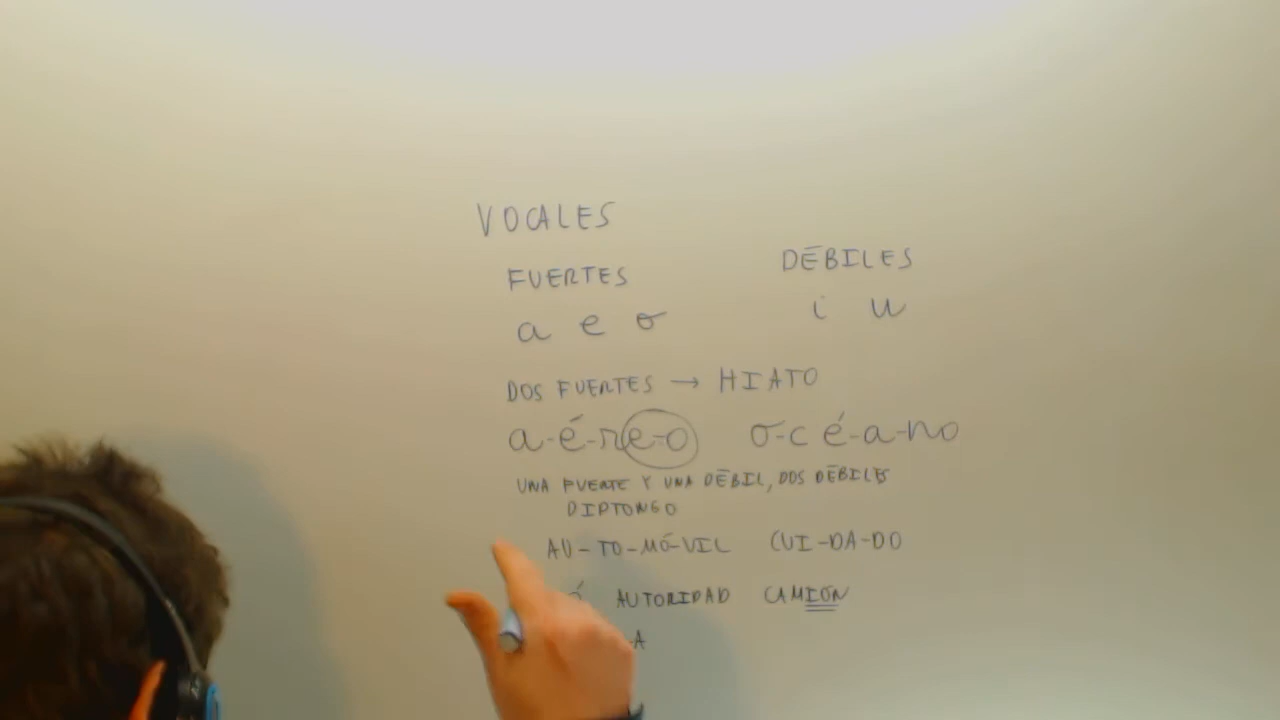 VOCALES
FUERTES DÉBILES
a e o i u
DOS FUERTES → HIATO
a-é-re-o o-cé-a-no
UNA FUERTE Y UNA DÉBIL, DOS DÉBILES
DIPTONGO
AU-TO-MÓ-VIL CUI-DA-DO
AUTORIDAD CAMIÓN
-A